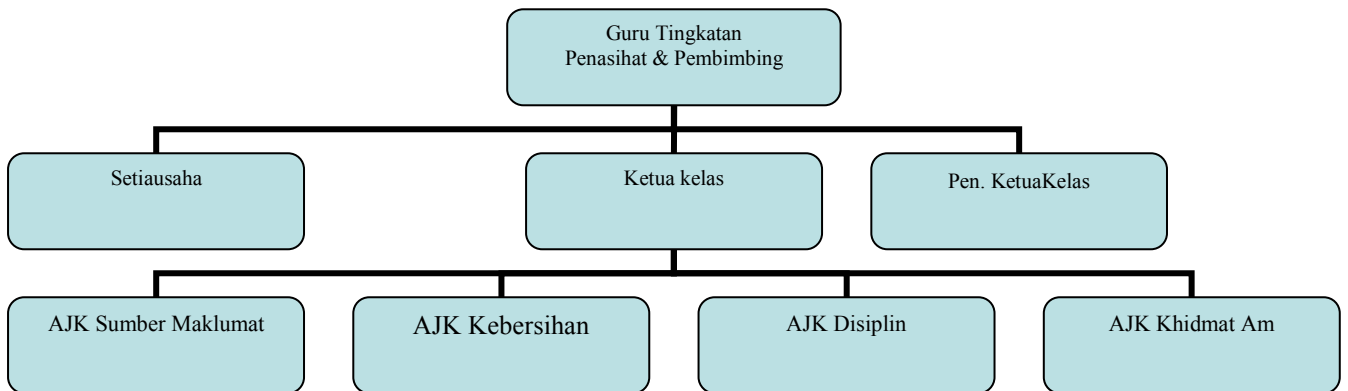 Guru Tingkatan
Penasihat & Pembimbing
Setiausaha
Ketua kelas
Pen. KetuaKelas
AJK Sumber Maklumat
AJK Kebersihan
AJK Disiplin
AJK Khidmat Am